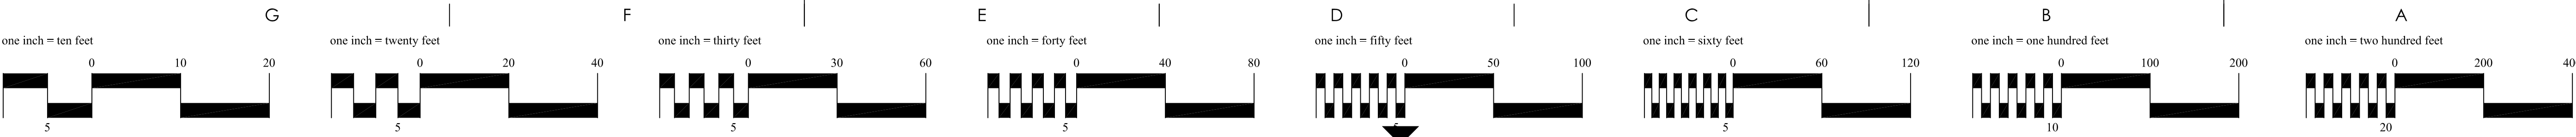 G F E D C B A
one inch = ten feet one inch = twenty feet one inch = thirty feet one inch = forty feet one inch = fifty feet one inch = sixty feet one inch = one hundred feet one inch = two hundred feet
0 10 20 0 20 40 0 30 60 0 40 80 0 50 100 0 60 120 0 100 200 0 200
5 5 5 5 5 10 20